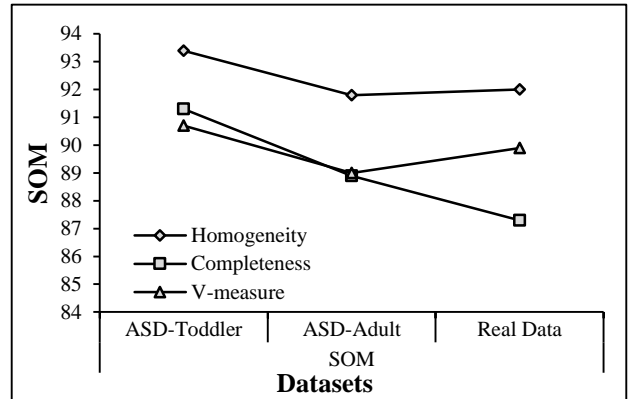 94
93
92
91
90
89
88
87
86
85
84
SOM
Homogeneity
Completeness
V-measure
ASD-Toddler ASD-Adult Real Data
SOM
Datasets